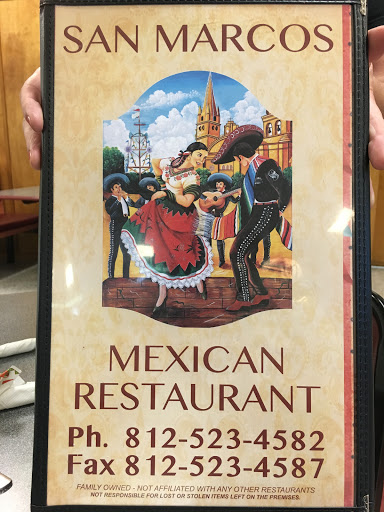 SAN MARCOS
MEXICAN
RESTAURANT
Ph. 812-523-4582
Fax 812-523-4587
FAMILY OWNED - NOT AFFILIATED WITH ANY OTHER RESTAURANTS
NOT RESPONSIBLE FOR LOST OR STOLEN ITEMS LEFT ON THE PREMISES.